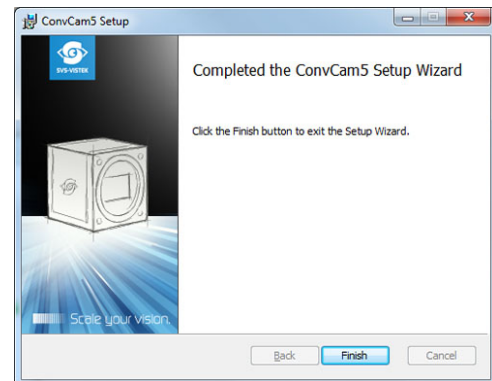 ConvCam5 Setup
SVS-VISTEK
Completed the ConvCam5 Setup Wizard
Click the Finish button to exit the Setup Wizard.
Scale your vision.
Back
Finish
Cancel